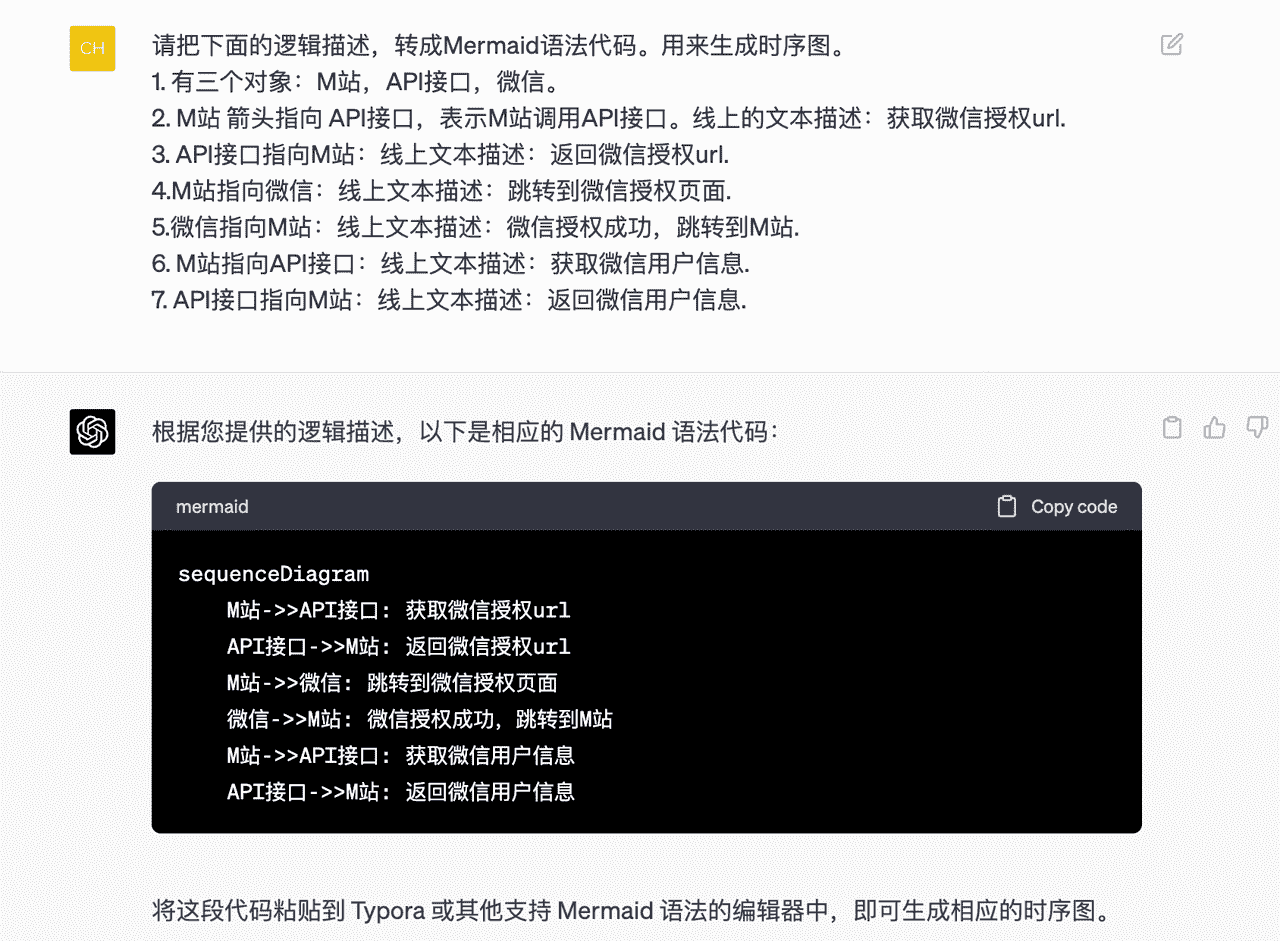 CH
请把下面的逻辑描述，转成Mermaid语法代码。用来生成时序图。
1. 有三个对象：M站，API接口，微信。
2. M站 箭头指向 API接口，表示M站调用API接口。线上的文本描述：获取微信授权url.
3. API接口指向M站：线上文本描述：返回微信授权url.
4.M站指向微信：线上文本描述：跳转到微信授权页面.
5.微信指向M站：线上文本描述：微信授权成功，跳转到M站.
6. M站指向API接口：线上文本描述：获取微信用户信息.
7. API接口指向M站：线上文本描述：返回微信用户信息.
根据您提供的逻辑描述，以下是相应的 Mermaid 语法代码：
mermaid Copy code
sequenceDiagram
    M站->>API接口: 获取微信授权url
    API接口->>M站: 返回微信授权url
    M站->>微信: 跳转到微信授权页面
    微信->>M站: 微信授权成功，跳转到M站
    M站->>API接口: 获取微信用户信息
    API接口->>M站: 返回微信用户信息
将这段代码粘贴到 Typora 或其他支持 Mermaid 语法的编辑器中，即可生成相应的时序图。